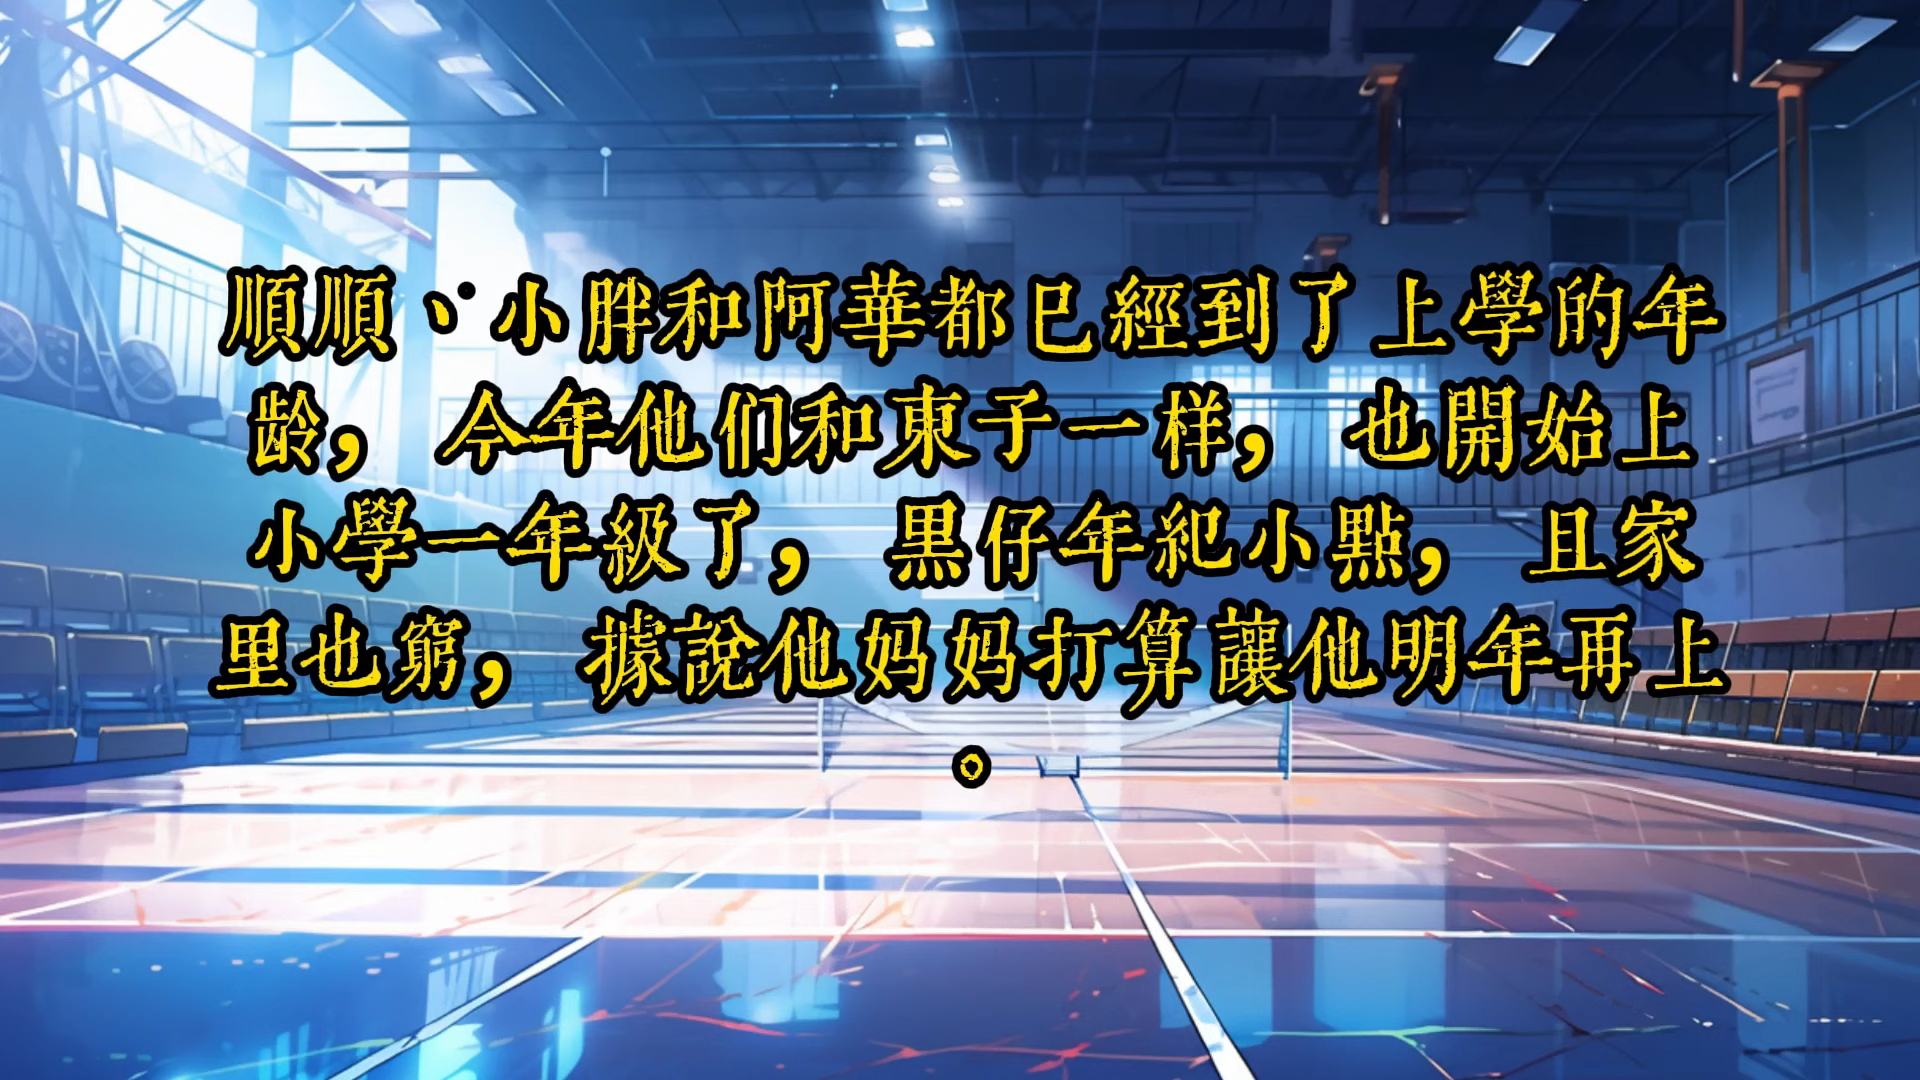 順順、小胖和阿華都已經到了上學的年
龄，今年他们和東子一样，也開始上
小學一年級了，黒仔年紀小點，且家
里也窮，據說他妈妈打算讓他明年再上
。